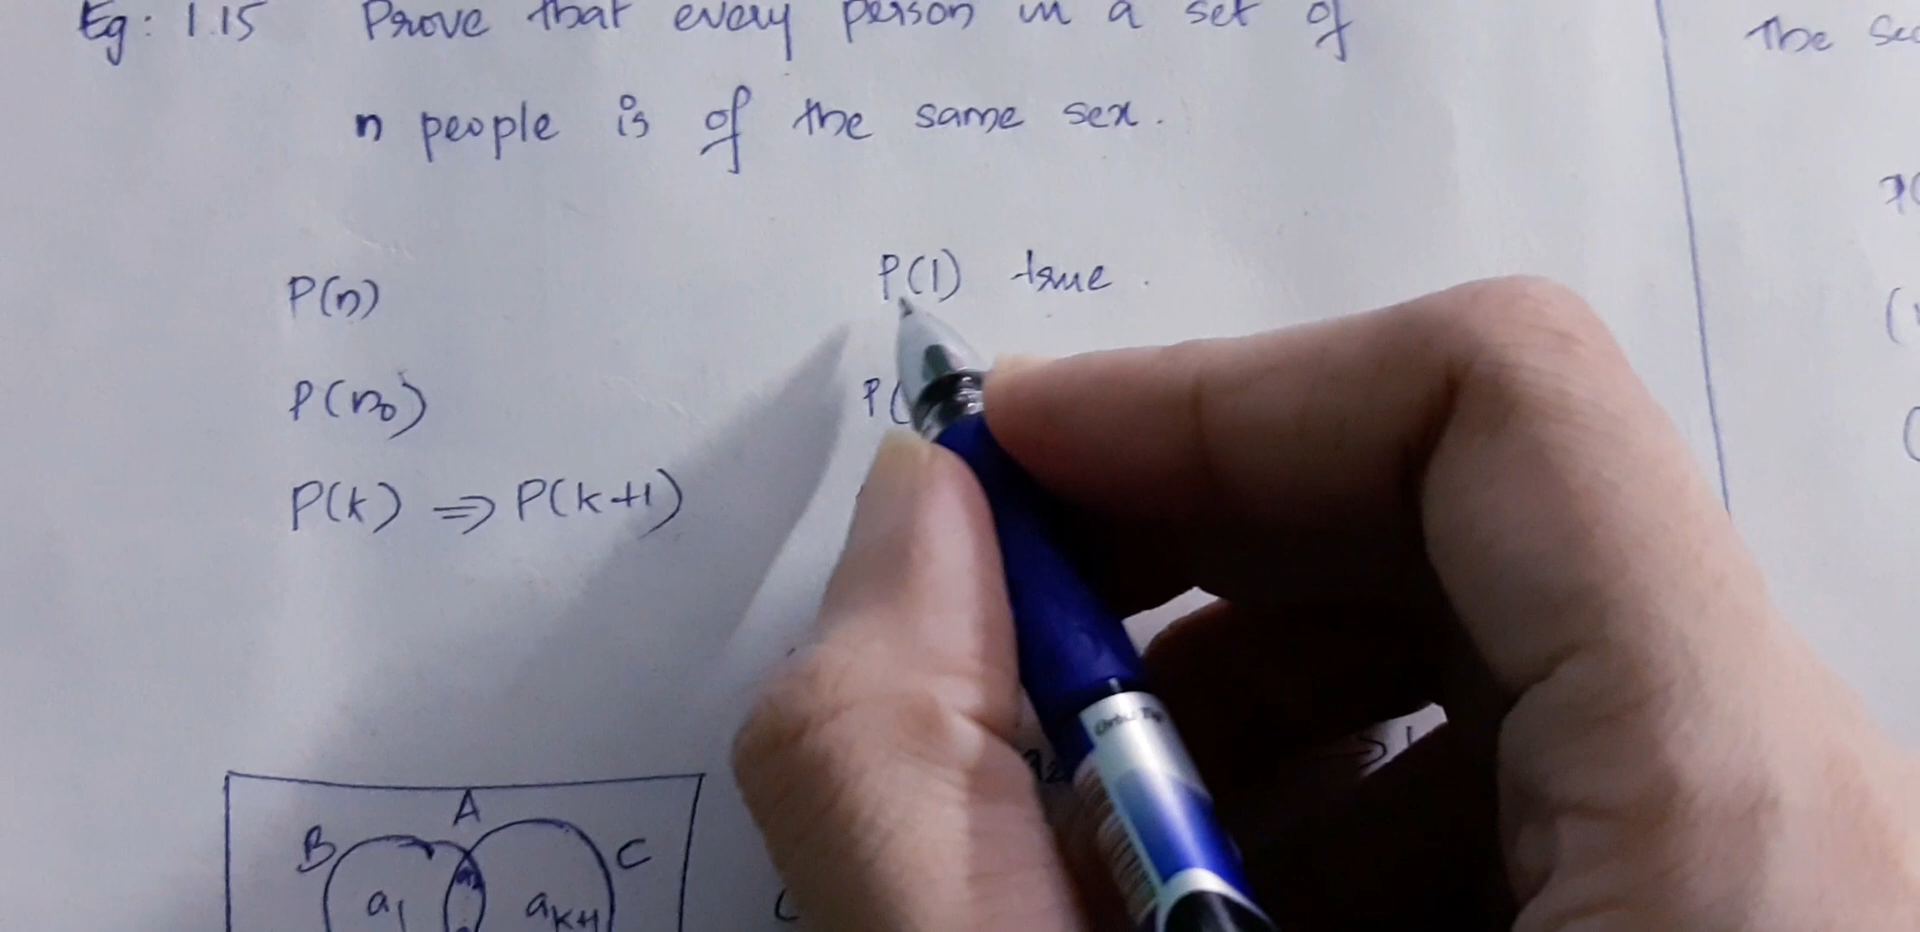 Eg: 1.15 Prove that every person in a set of
n people is of the same sex.
P(n)
P(n₀)
P(k) ⇒ P(k+1)
P(1) true.
P(
A
B
C
a₁
aₖ₊₁
The